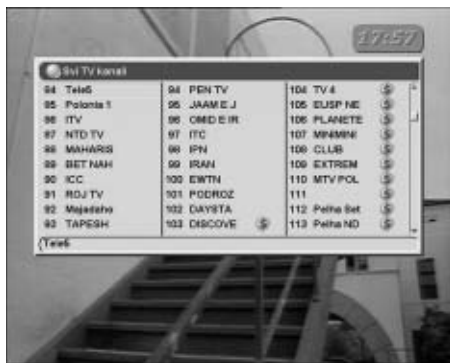 17:57
Svi TV kanali
84 Tele5
85 Polonia 1
86 ITV
87 NTD TV
88 MAHARIS
89 BET NAH
90 ICC
91 ROJ TV
92 Majadaho
93 TAPESH
94 PEN TV
95 JAAM E J
96 OMID E IR
97 ITC
98 IPN
99 IRAN
100 EWTN
101 PODROZ
102 DAYSTA
103 DISCOVE $
104 TV 4 $
105 EUSP NE $
106 PLANETE $
107 MINIMINI $
108 CLUB $
109 EXTREM $
110 MTV POL $
111 $
112 Pelna Set $
113 Pelna ND $
Tele5